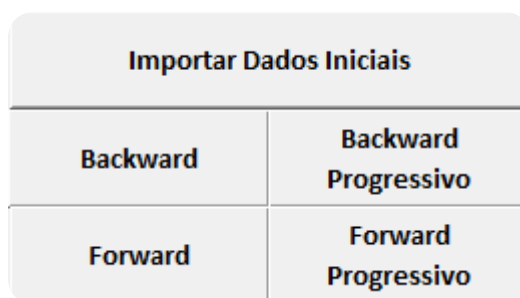 Importar Dados Iniciais
Backward
Backward
Progressivo
Forward
Forward
Progressivo